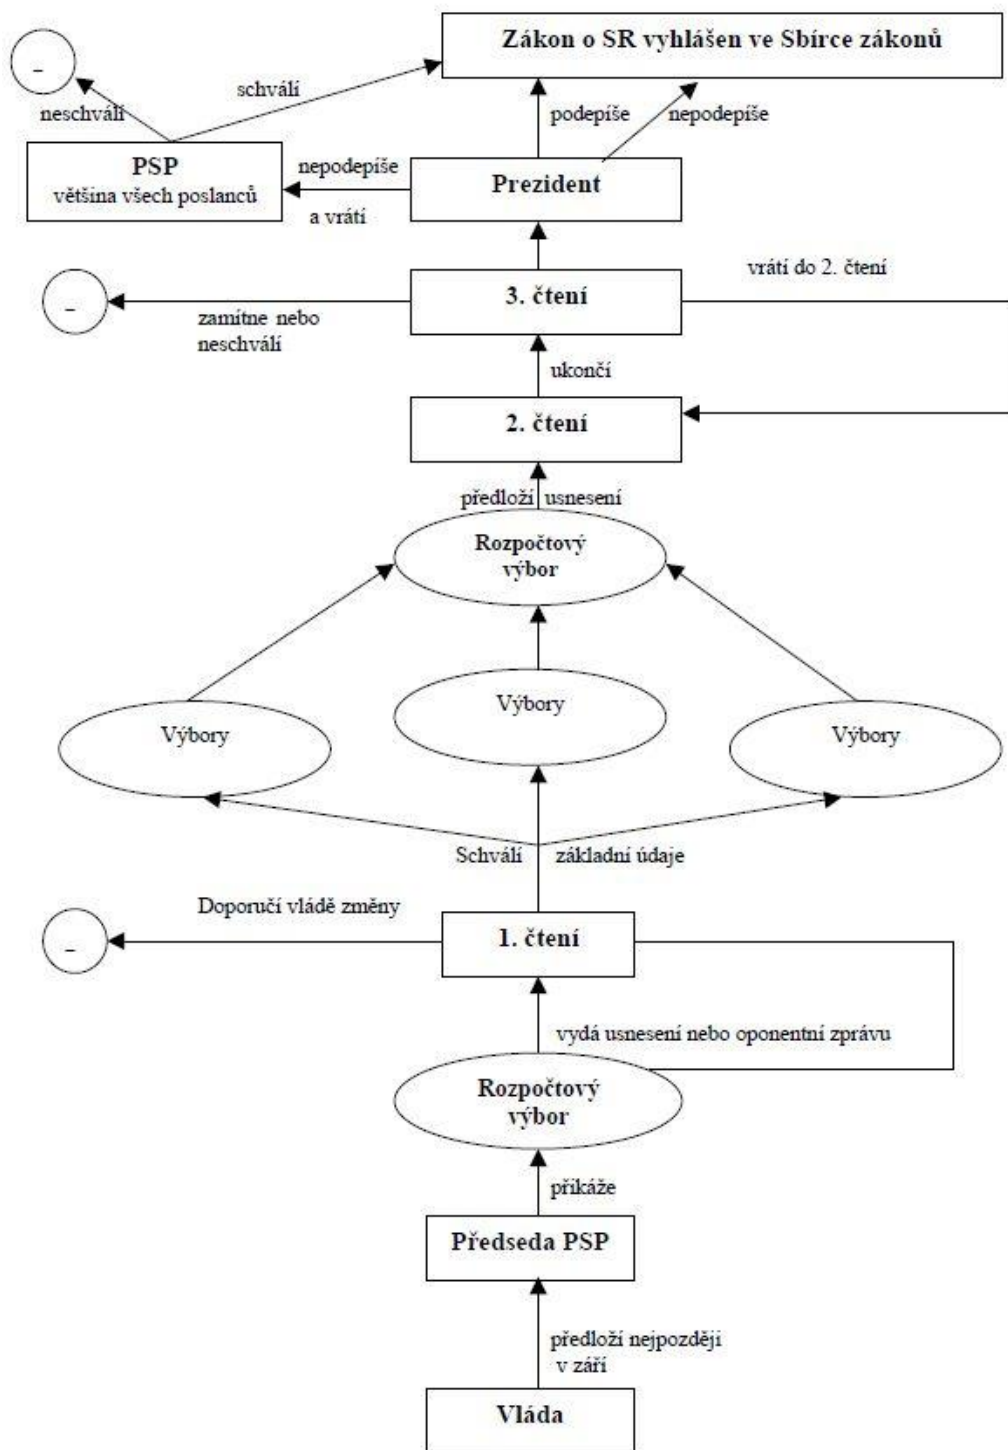 Zákon o SR vyhlášen ve Sbírce zákonů
–
schválí
neschválí
podepíše
nepodepíše
PSP
většina všech poslanců
nepodepíše
a vrátí
Prezident
vrátí do 2. čtení
3. čtení
–
zamítne nebo
neschválí
ukončí
2. čtení
předloží usnesení
Rozpočtový
výbor
Výbory
Výbory
Výbory
Schválí základní údaje
Doporučí vládě změny
–
1. čtení
vydá usnesení nebo oponentní zprávu
Rozpočtový
výbor
přikáže
Předseda PSP
předloží nejpozději
v září
Vláda